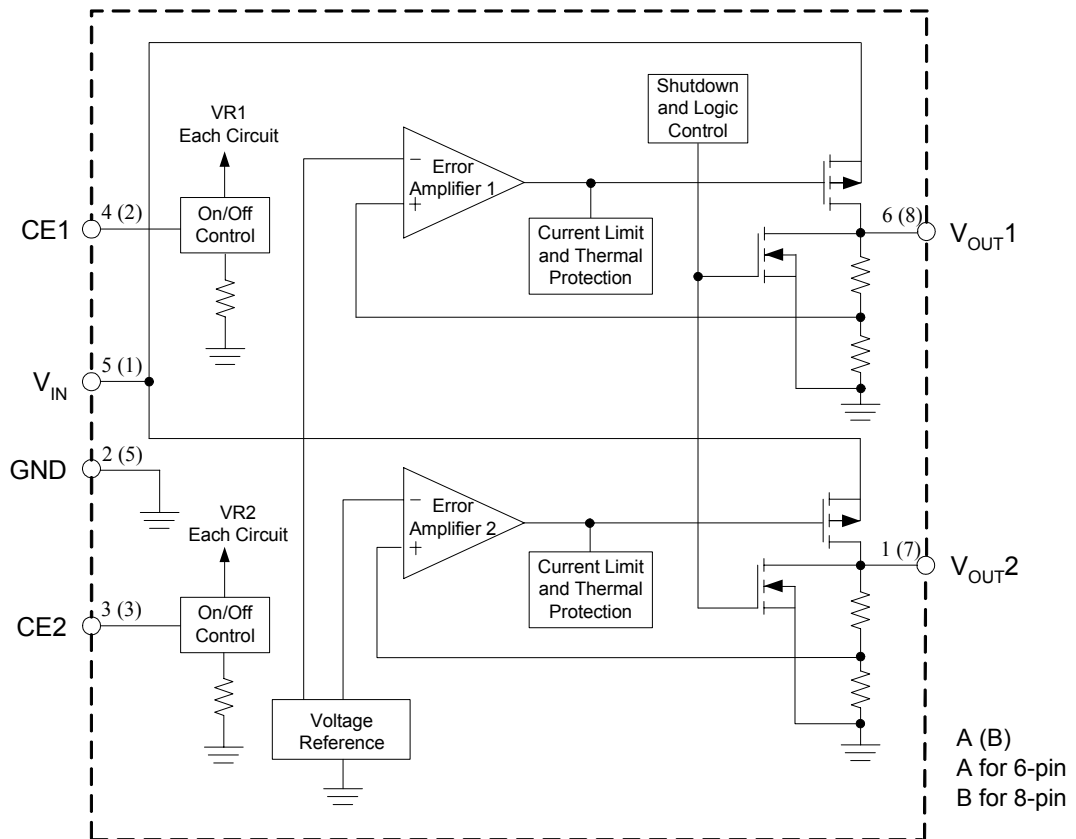 Shutdown
and Logic
Control
VR1
Each Circuit
−
Error
Amplifier 1
+
4 (2)
CE1
On/Off
Control
6 (8)
VOUT1
Current Limit
and Thermal
Protection
5 (1)
VIN
2 (5)
GND
VR2
Each Circuit
−
Error
Amplifier 2
+
1 (7)
VOUT2
Current Limit
and Thermal
Protection
3 (3)
CE2
On/Off
Control
Voltage
Reference
A (B)
A for 6-pin
B for 8-pin